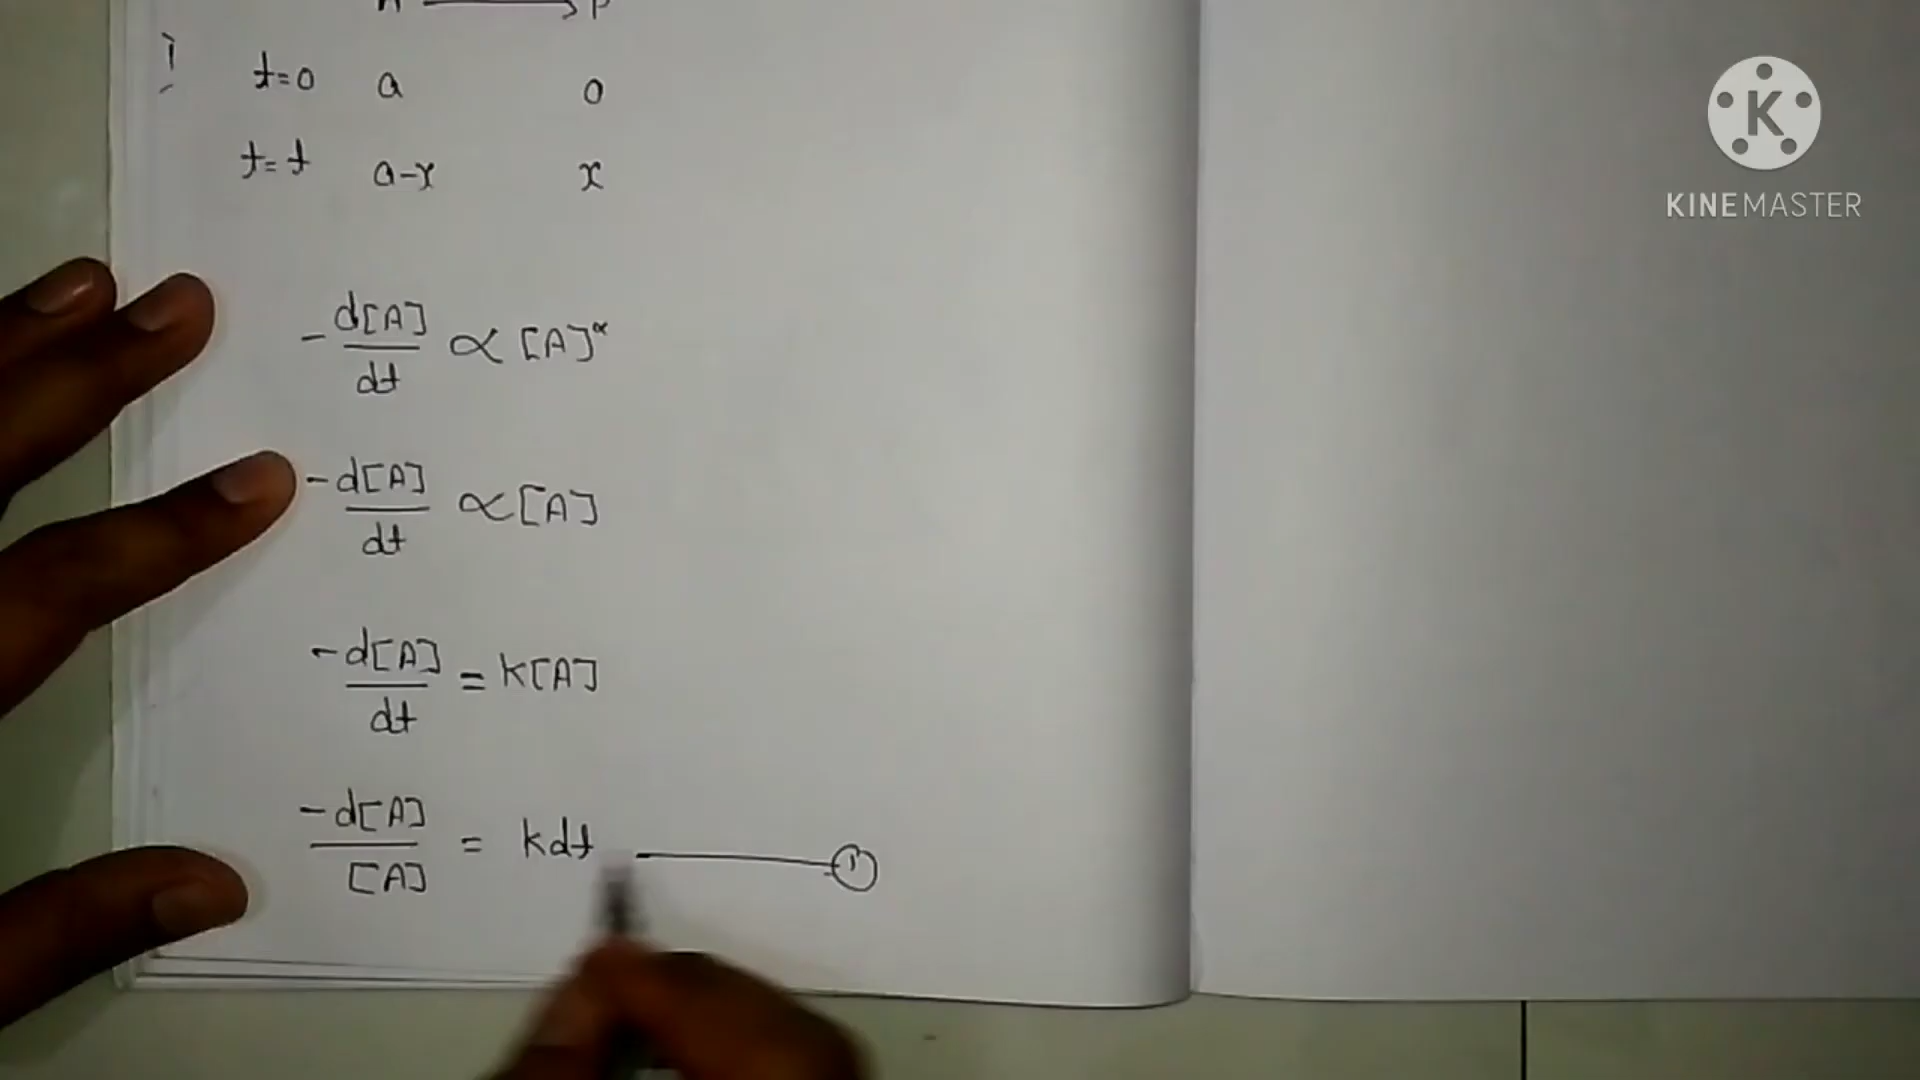 A → P
t=0 a 0
t=t a-x x
-d[A]/dt ∝ [A]^α
-d[A]/dt ∝ [A]
-d[A]/dt = K[A]
-d[A]/[A] = kdt —— ①
K
KINEMASTER